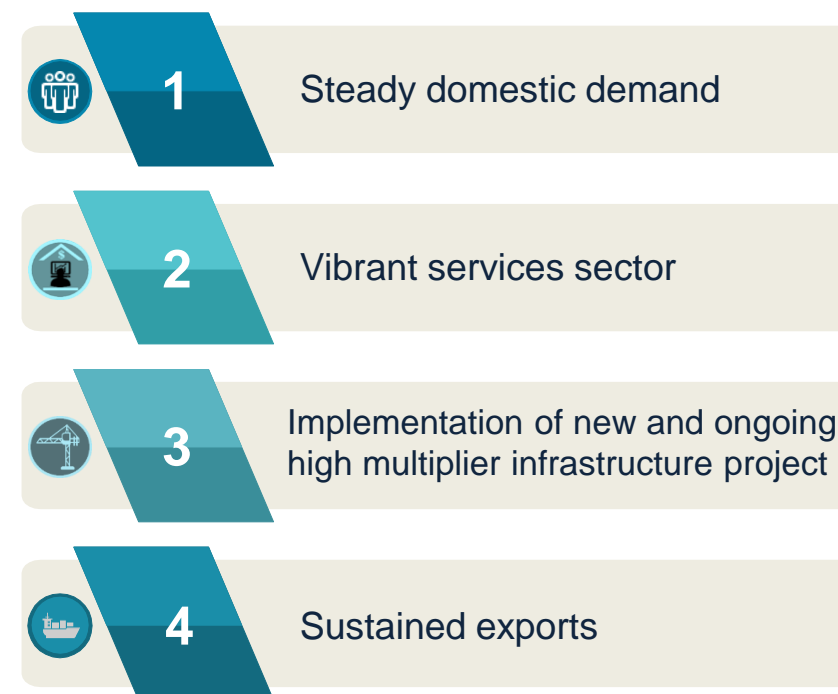 1
Steady domestic demand
2
Vibrant services sector
3
Implementation of new and ongoing
high multiplier infrastructure project
4
Sustained exports